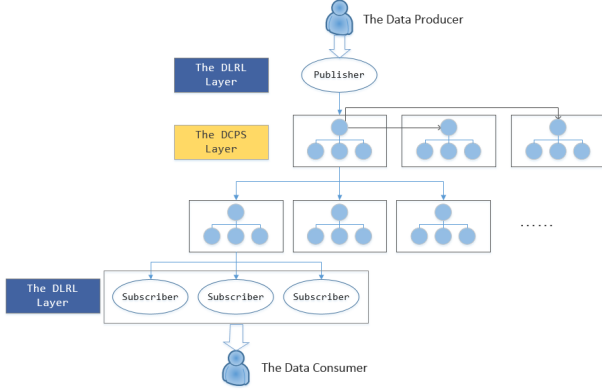 The Data Producer
The DLRL
Layer
Publisher
The DCPS
Layer
......
The DLRL
Layer
Subscriber
Subscriber
Subscriber
The Data Consumer